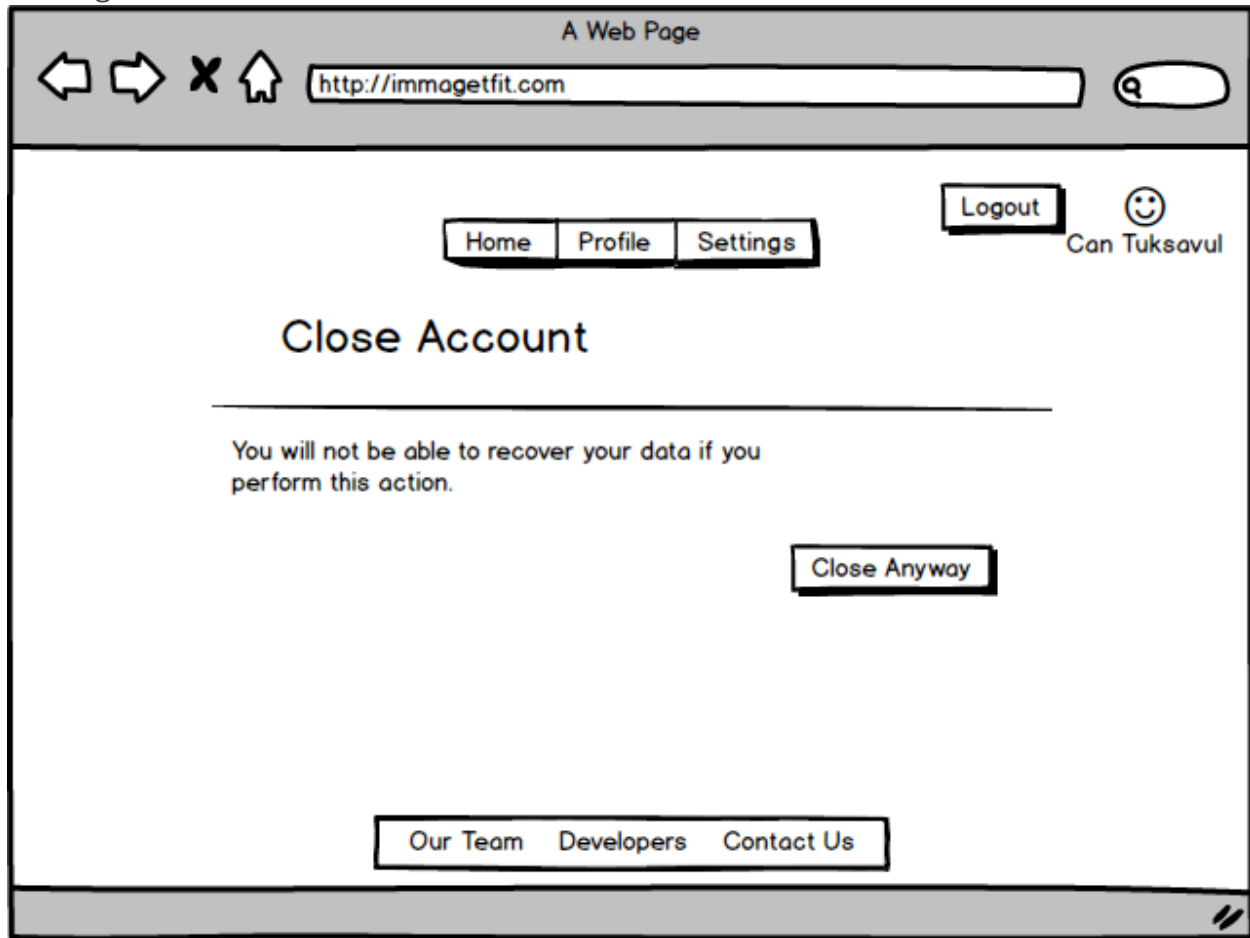 A Web Page
http://immagetfit.com
Logout
Home Profile Settings
Can Tuksavul
Close Account
You will not be able to recover your data if you
perform this action.
Close Anyway
Our Team Developers Contact Us